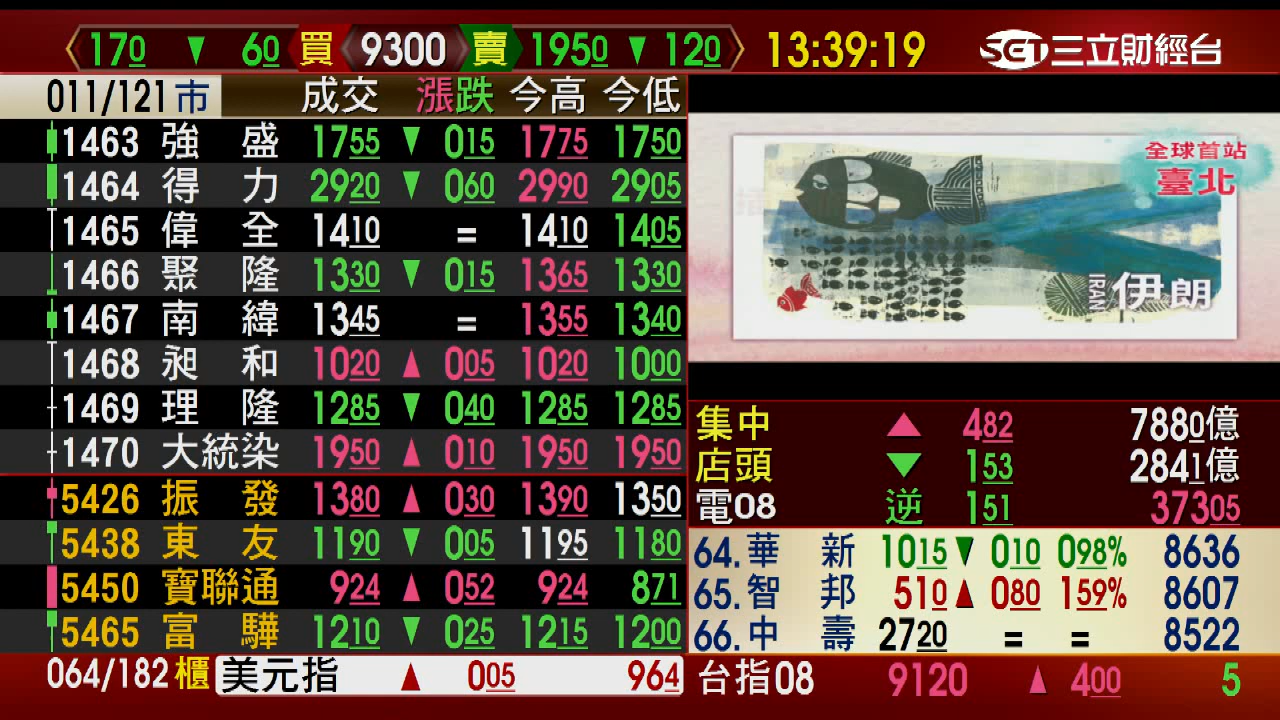 170 ▼ 60 買 9300 賣 1950 ▼ 120 13:39:19 SET三立財經台
011/121 市 成交 漲跌 今高 今低
1463 強盛 1755 ▼ 015 1775 1750
1464 得力 2920 ▼ 060 2990 2905
1465 偉全 1410 = 1410 1405
1466 聚隆 1330 ▼ 015 1365 1330
1467 南緯 1345 = 1355 1340
1468 昶和 1020 ▲ 005 1020 1000
1469 理隆 1285 ▼ 040 1285 1285
1470 大統染 1950 ▲ 010 1950 1950
5426 振發 1380 ▲ 030 1390 1350
5438 東友 1190 ▼ 005 1195 1180
5450 寶聯通 924 ▲ 052 924 871
5465 富驊 1210 ▼ 025 1215 1200
064/182 櫃 美元指 ▲ 005 964
全球首站
臺北
IRAN 伊朗
集中 ▲ 482 7880億
店頭 ▼ 153 2841億
電08 逆 151 37305
64.華新 1015 ▼ 010 098% 8636
65.智邦 510 ▲ 080 159% 8607
66.中壽 2720 = = 8522
台指08 9120 ▲ 400 5